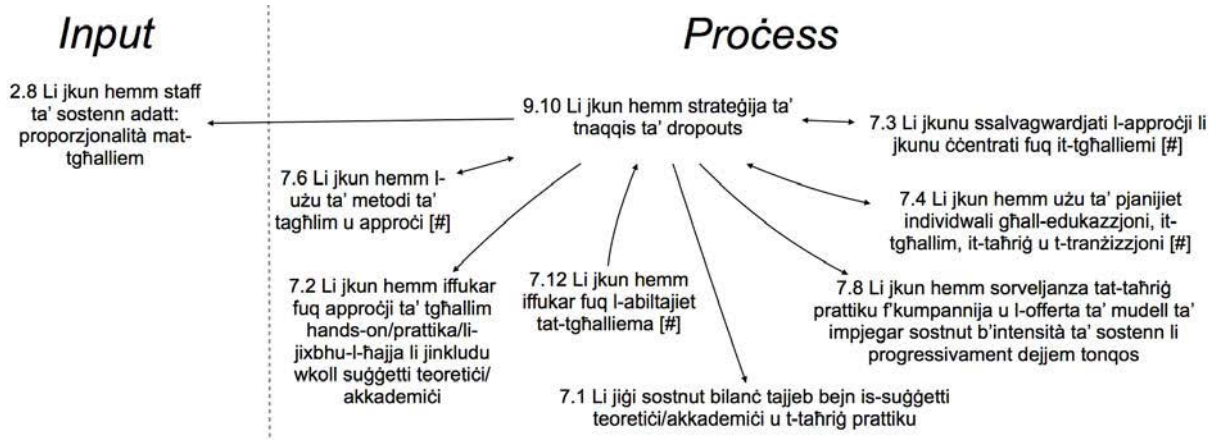 Input
Proċess
2.8 Li jkun hemm staff
ta’ sostenn adatt:
proporzjonalità mat-
tgħalliem
9.10 Li jkun hemm strateġija ta’
tnaqqis ta’ dropouts
7.3 Li jkunu ssalvagwardjati l-approċji li
jkunu ċċentrati fuq it-tgħalliemi [#]
7.6 Li jkun hemm l-
użu ta’ metodi ta’
tagħlim u approċi [#]
7.4 Li jkun hemm użu ta’ pjanijiet
individwali għall-edukazzjoni, it-
tgħallim, it-taħriġ u t-tranżizzjoni [#]
7.2 Li jkun hemm iffukar
fuq approċji ta’ tgħallim
hands-on/prattika/li-
jixbhu-l-ħajja li jinkludu
wkoll suġġetti teoretiċi/
akkademiċi
7.12 Li jkun hemm
iffukar fuq l-abiltajiet
tat-tgħalliema [#]
7.8 Li jkun hemm sorveljanza tat-taħriġ
prattiku f’kumpannija u l-offerta ta’ mudell ta’
impjegar sostnut b’intensità ta’ sostenn li
progressivament dejjem tonqos
7.1 Li jiġi sostnut bilanċ tajjeb bejn is-suġġetti
teoretiċi/akkademiċi u t-taħriġ prattiku